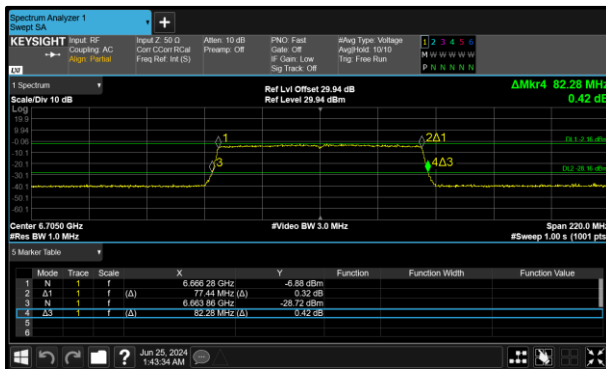 Spectrum Analyzer 1
Swept SA
KEYSIGHT
Input: RF
Coupling: AC
Align: Partial
Input Z: 50 Ω
Corr CCorr RCal
Freq Ref: Int (S)
Atten: 10 dB
Preamp: Off
PNO: Fast
Gate: Off
IF Gain: Low
Sig Track: Off
#Avg Type: Voltage
Avg|Hold: 10/10
Trig: Free Run
1 2 3 4 5 6
M W W W W W
P N N N N N
LXI
1 Spectrum
Scale/Div 10 dB
Ref Lvl Offset 29.94 dB
Ref Level 29.94 dBm
ΔMkr4 82.28 MHz
0.42 dB
Log
19.9
9.94
-0.06
-10.1
-20.1
-30.1
-40.1
-50.1
-60.1
1
2Δ1
3
4Δ3
DL1 -2.16 dBm
DL2 -28.16 dBm
Center 6.7050 GHz
#Res BW 1.0 MHz
#Video BW 3.0 MHz
Span 220.0 MHz
#Sweep 1.00 s (1001 pts)
5 Marker Table
Mode Trace Scale X Y Function Function Width Function Value
1 N 1 f 6.666 28 GHz -6.88 dBm
2 Δ1 1 f (Δ) 77.44 MHz (Δ) 0.32 dB
3 N 1 f 6.663 86 GHz -28.72 dBm
4 Δ3 1 f (Δ) 82.28 MHz (Δ) 0.42 dB
5
6
?
Jun 25, 2024
1:43:34 AM